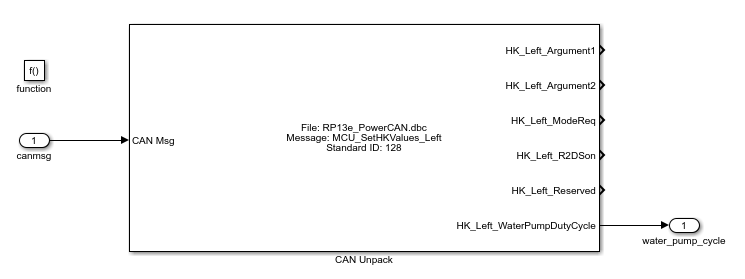 f()
function
1
canmsg
CAN Msg
File: RP13e_PowerCAN.dbc
Message: MCU_SetHKValues_Left
Standard ID: 128
HK_Left_Argument1
HK_Left_Argument2
HK_Left_ModeReq
HK_Left_R2DSon
HK_Left_Reserved
HK_Left_WaterPumpDutyCycle
1
water_pump_cycle
CAN Unpack